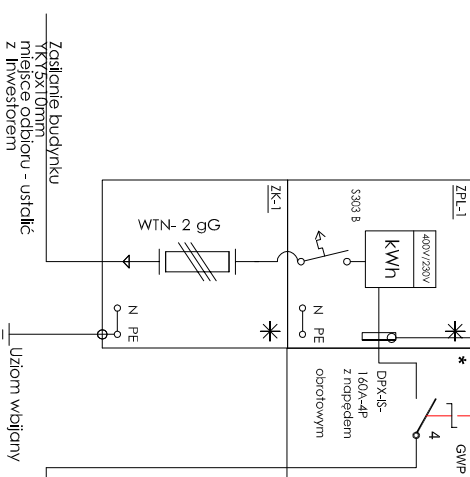 Zasilanie budynku
YKY5x10mm
miejsce odbioru - ustalić
z Inwestorem
ZK-1
WTN- 2 gG
N
PE
Uziom wbijany
ZPL-1
S303 B
400V/230V
kWh
N
PE
*
DPX-IS-
160A-4P
z napędem
obrotowym
4
GWP